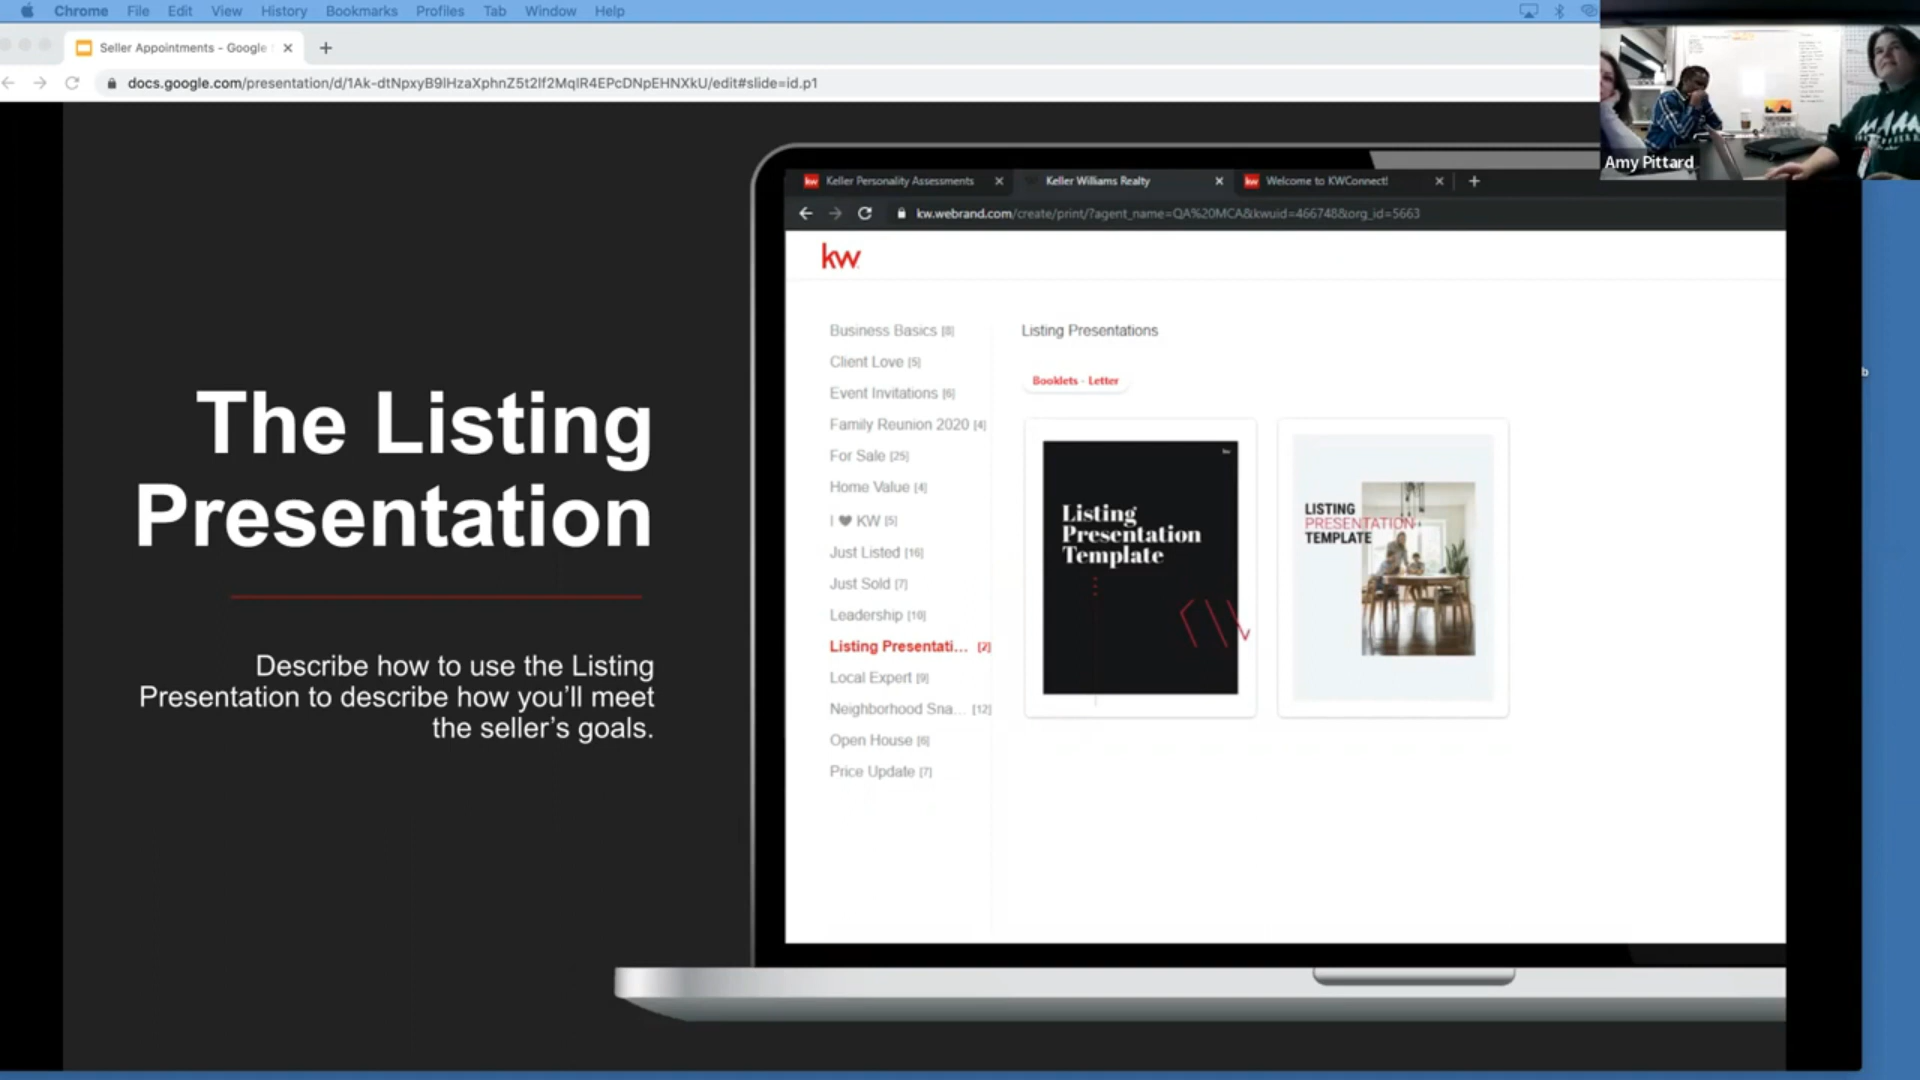 Chrome File Edit View History Bookmarks Profiles Tab Window Help
Seller Appointments - Google
docs.google.com/presentation/d/1Ak-dtNpxyB9lHzaXphnZ5t2lf2MqlR4EPcDNpEHNXkU/edit#slide=id.p1
Amy Pittard
Keller Personality Assessments
Keller Williams Realty
Welcome to KWConnect!
kw.webrand.com/create/print/?agent_name=QA%20MCA&kwuid=466748&org_id=5663
kw
The Listing
Presentation
Describe how to use the Listing
Presentation to describe how you’ll meet
the seller’s goals.
Business Basics [8]
Client Love [5]
Event Invitations [6]
Family Reunion 2020 [4]
For Sale [25]
Home Value [4]
I ♥ KW [5]
Just Listed [16]
Just Sold [7]
Leadership [10]
Listing Presentati... [2]
Local Expert [9]
Neighborhood Sna... [12]
Open House [6]
Price Update [7]
Listing Presentations
Booklets - Letter
Listing
Presentation
Template
LISTING
PRESENTATION
TEMPLATE